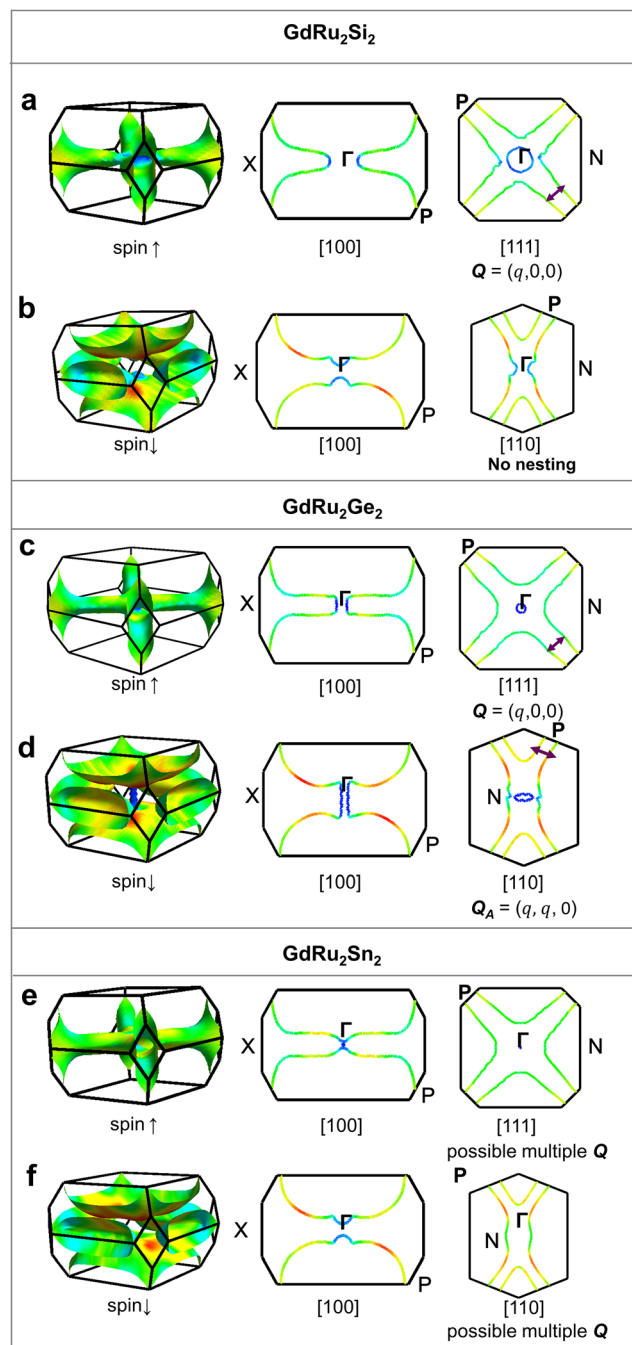 GdRu₂Si₂
a
X
Γ
P
P
Γ
N
spin ↑
[100]
[111]
Q = (q,0,0)
b
X
Γ
P
P
Γ
N
spin↓
[100]
[110]
No nesting
GdRu₂Ge₂
c
X
Γ
P
P
Γ
N
spin ↑
[100]
[111]
Q = (q,0,0)
d
X
Γ
P
P
N
spin↓
[100]
[110]
Q_A = (q, q, 0)
GdRu₂Sn₂
e
X
Γ
P
P
Γ
N
spin ↑
[100]
[111]
possible multiple Q
f
X
Γ
P
P
Γ
N
spin↓
[100]
[110]
possible multiple Q